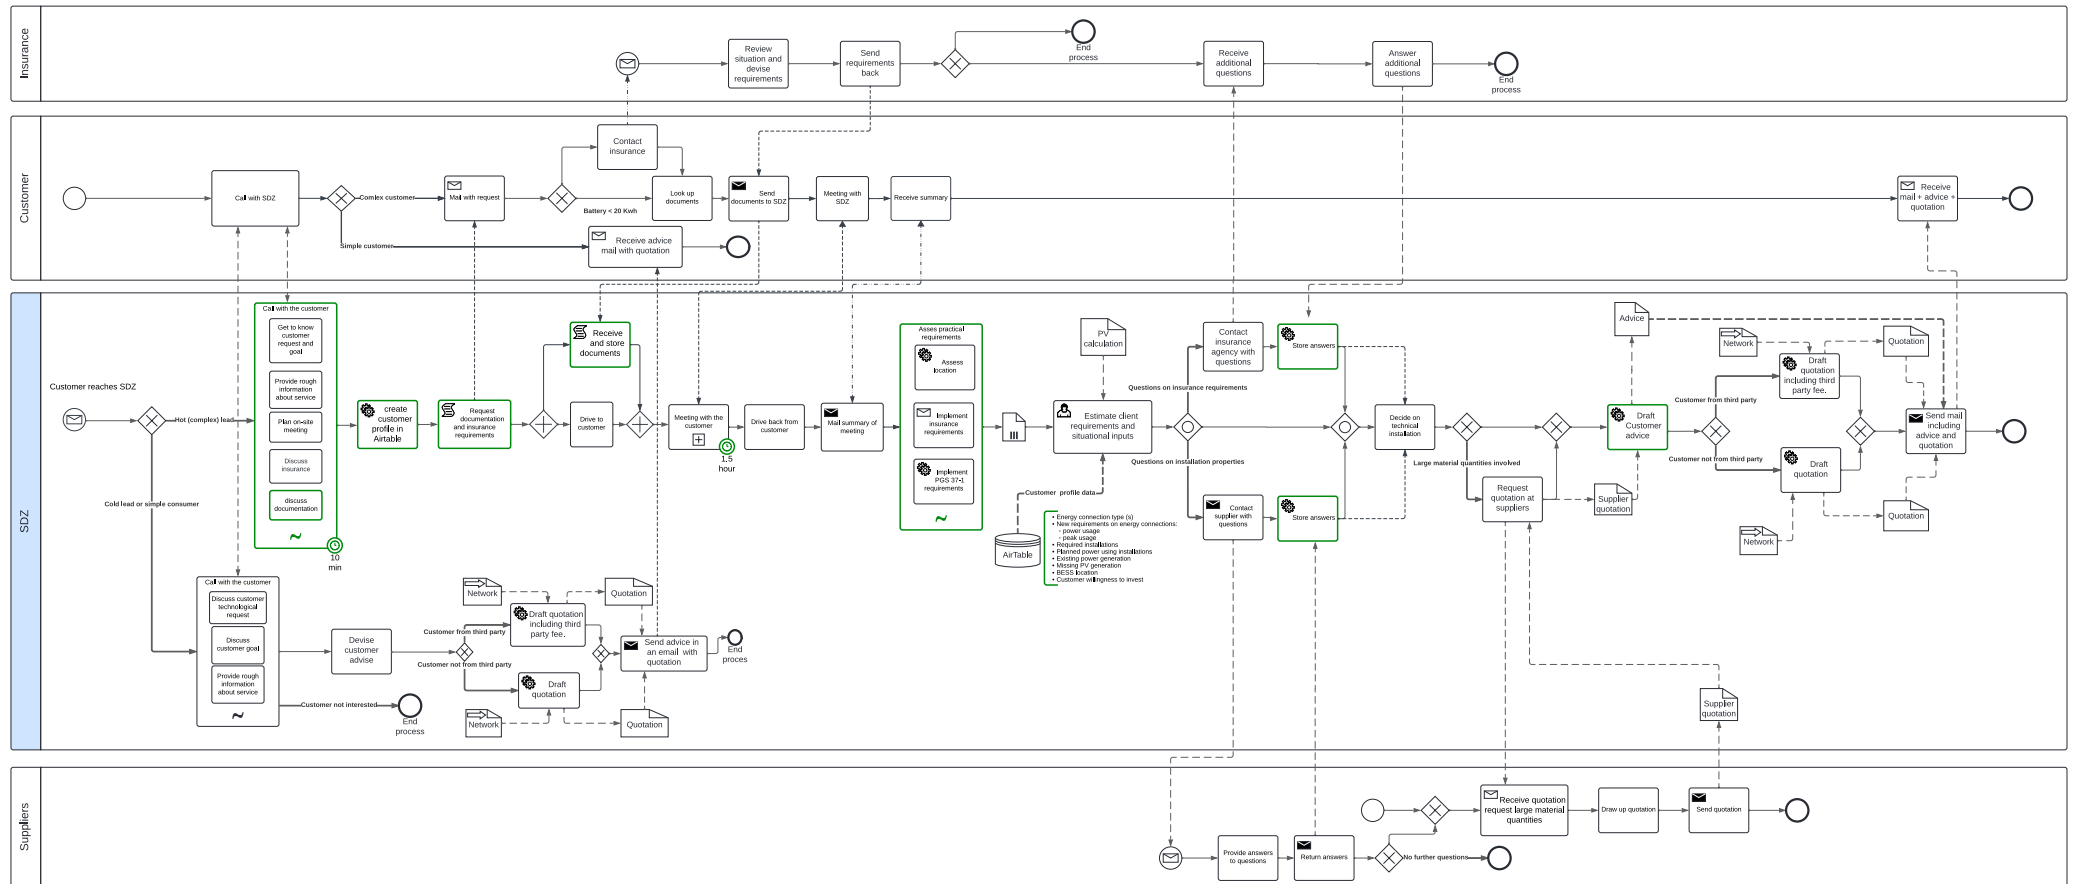 Insurance
Review
situation and
devise
requirements
Send
requirements
back
End
process
Receive
additional
questions
Answer
additional
questions
End
process
Customer
Call with SDZ
Comlex customer
Simple customer
Mail with request
Contact
insurance
Battery < 20 Kwh
Look up
documents
Send
documents to SDZ
Meeting with
SDZ
Receive summary
Receive advice
mail with quotation
Receive
mail + advice +
quotation
SDZ
Customer reaches SDZ
Hot (complex) lead
Cold lead or simple consumer
Call with the customer
Get to know
customer
request and
goal
Provide rough
information
about service
Plan on-site
meeting
Discuss
insurance
discuss
documentation
~
10
min
create
customer
profile in
Airtable
Request
documentation
and insurance
requirements
Receive
and store
documents
Drive to
customer
Meeting with the
customer
1,5
hour
Drive back from
customer
Mail summary of
meeting
Asses practical
requirements
Assess
location
Implement
insurance
requirements
Implement
PGS 37-1
requirements
~
PV
calculation
Estimate client
requirements and
situational inputs
Customer profile data
AirTable
• Energy connection type (s)
• New requirements on energy connections:
- power usage
- peak usage
• Required installations
• Planned power using installations
• Existing power generation
• Missing PV generation
• BESS location
• Customer willingness to invest
Questions on insurance requirements
Questions on installation properties
Contact
insurance
agency with
questions
Store answers
Contact
supplier with
questions
Store answers
Decide on
technical
installation
Large material quantities involved
Request
quotation at
suppliers
Supplier
quotation
Advice
Draft
Customer
advice
Customer from third party
Customer not from third party
Network
Draft
quotation
including third
party fee.
Quotation
Draft
quotation
Network
Quotation
Send mail
including
advice and
quotation
Call with the customer
Discuss customer
technological
request
Discuss
customer goal
Provide rough
information
about service
~
Devise
customer
advise
Customer not interested
End
process
Customer from third party
Customer not from third party
Network
Draft quotation
including third
party fee.
Quotation
Draft
quotation
Network
Quotation
Send advice in
an email with
quotation
End
proces
Supplier
quotation
Suppliers
Provide answers
to questions
Return answers
No further questions
Receive quotation
request large material
quantities
Draw up quotation
Send quotation